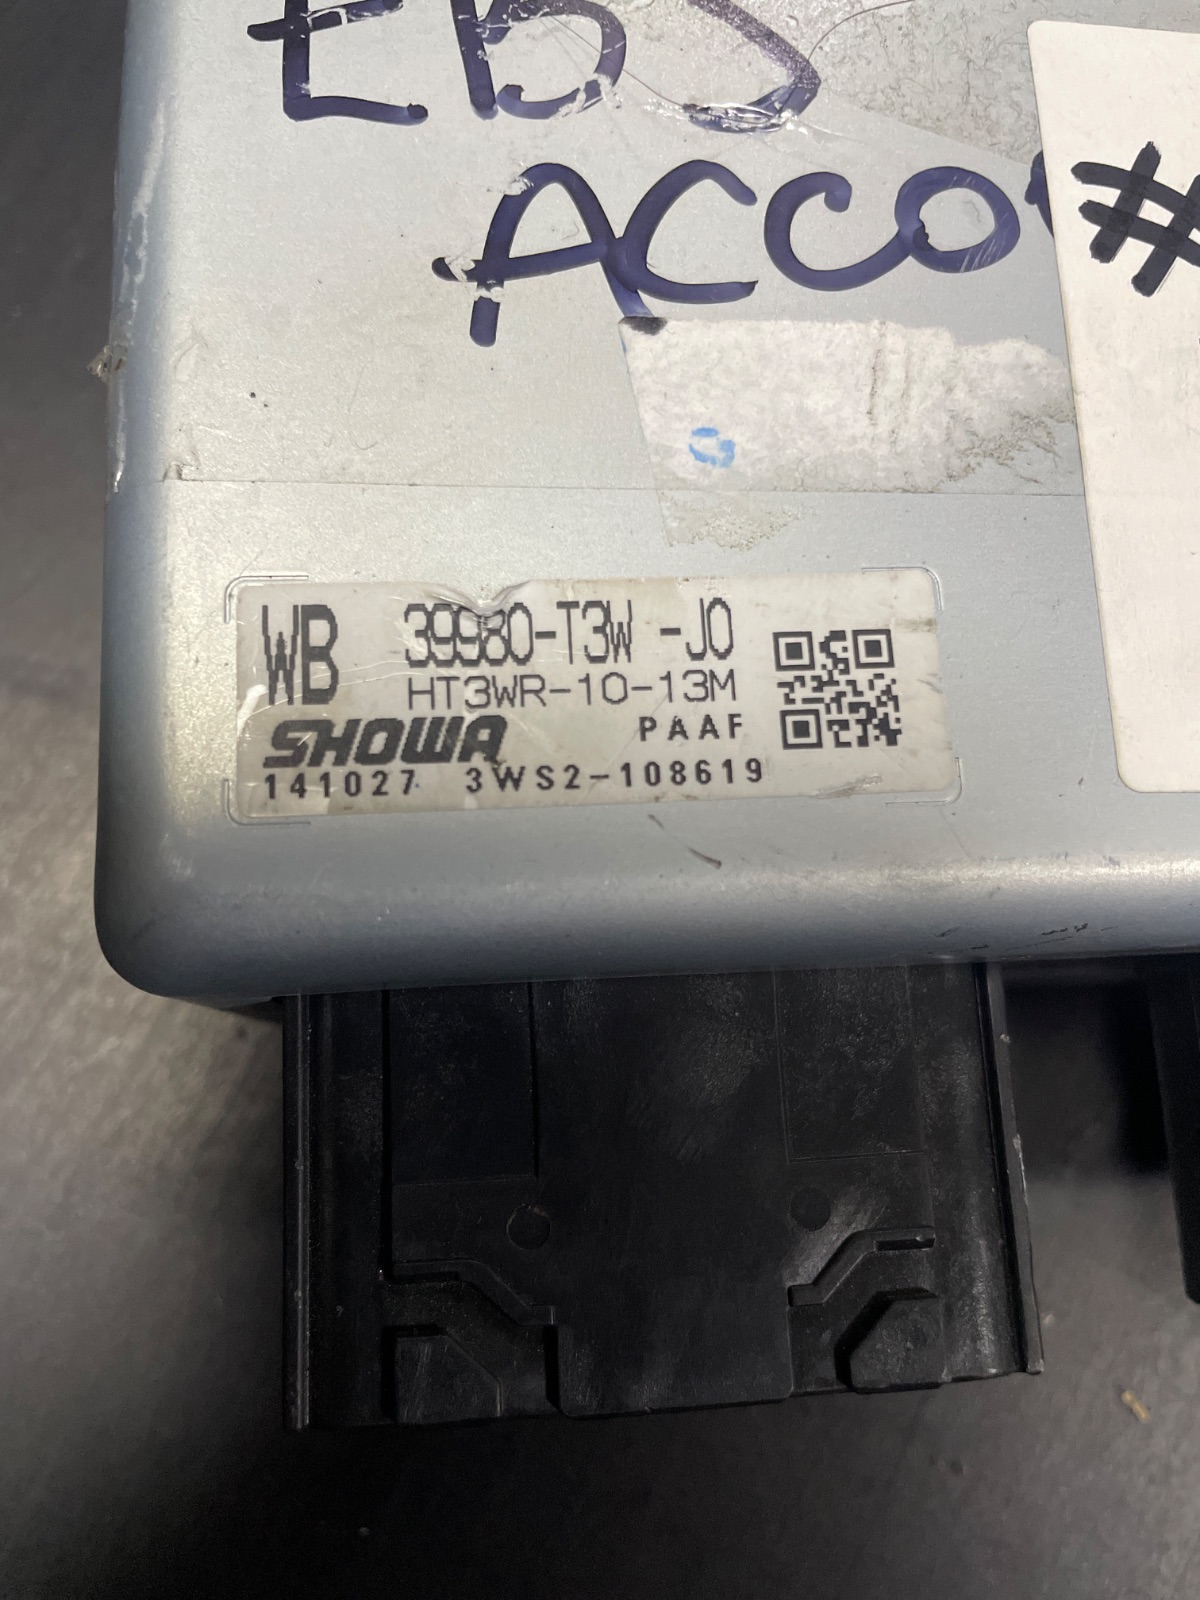 EBS
ACCO
#
WB 39980-T3W -J0
HT3WR-10-13M
SHOWA PAAF
141027 3WS2-108619